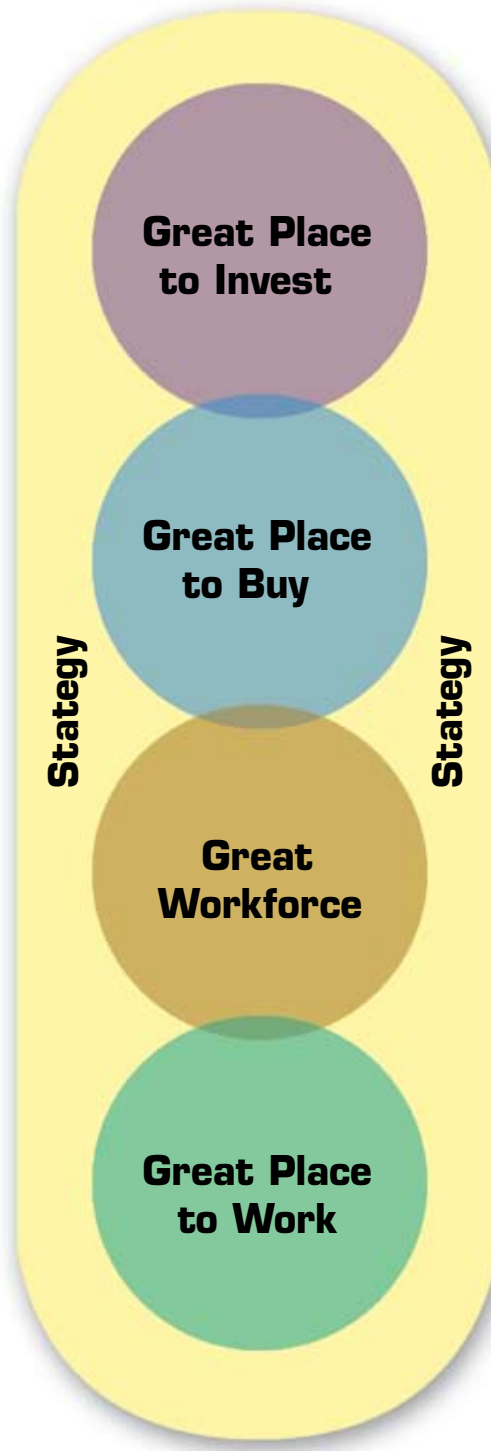 Great Place
to Invest
Great Place
to Buy
Stategy
Stategy
Great
Workforce
Great Place
to Work